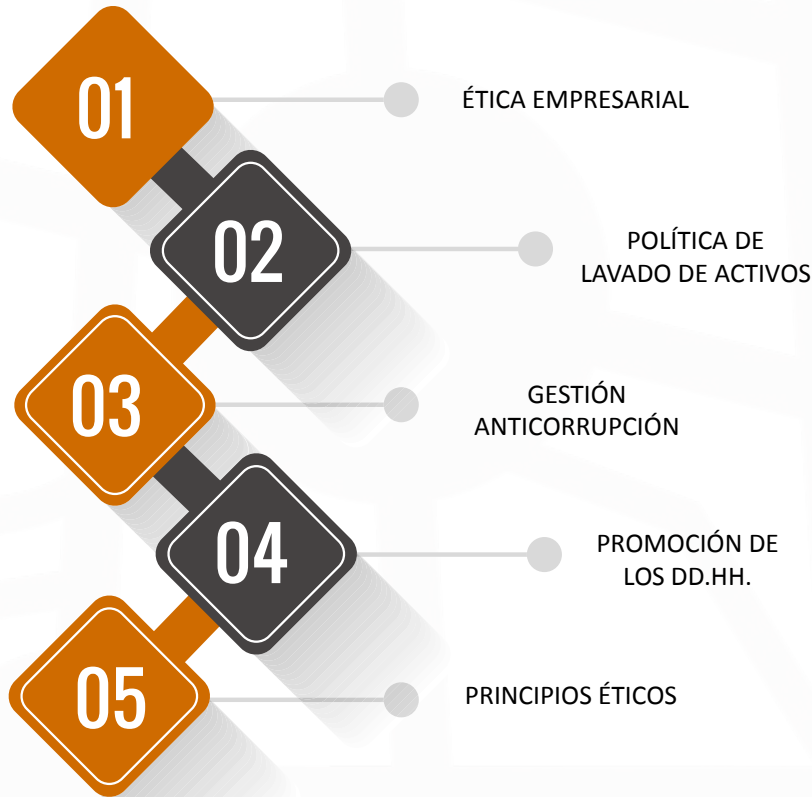 01
ÉTICA EMPRESARIAL
02
POLÍTICA DE
LAVADO DE ACTIVOS
03
GESTIÓN
ANTICORRUPCIÓN
04
PROMOCIÓN DE
LOS DD.HH.
05
PRINCIPIOS ÉTICOS